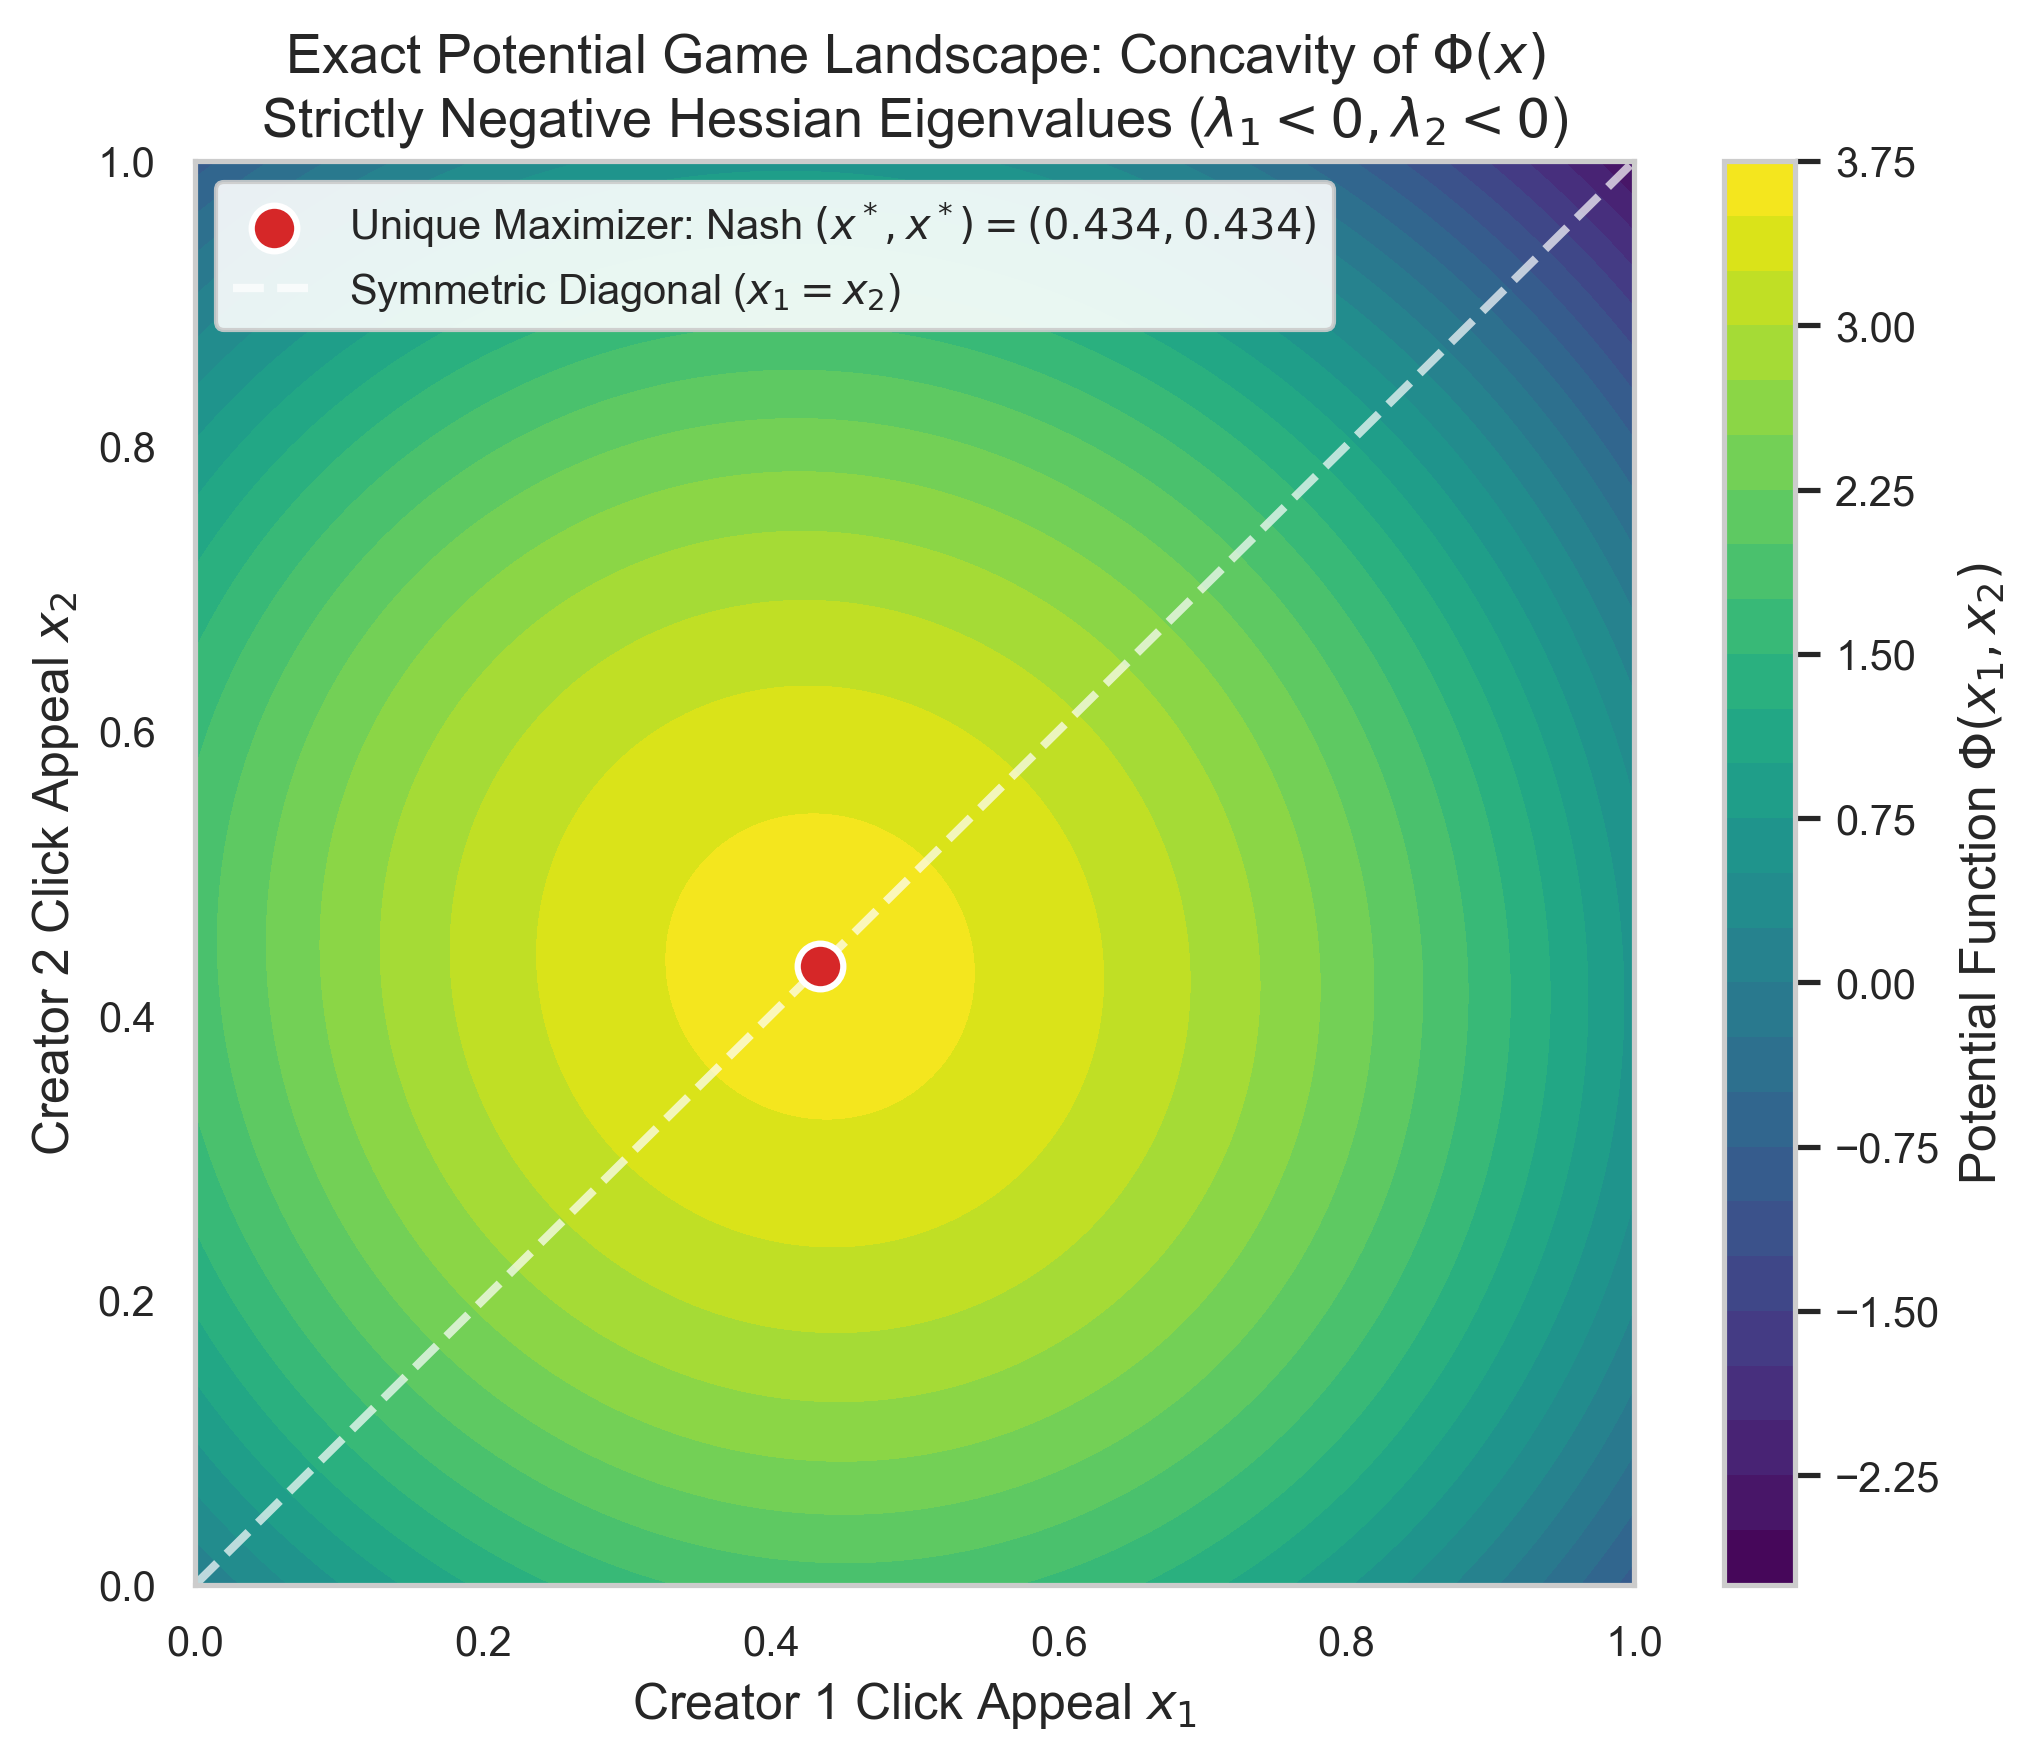 Exact Potential Game Landscape: Concavity of Φ(x)
Strictly Negative Hessian Eigenvalues (λ₁ < 0, λ₂ < 0)
Unique Maximizer: Nash (x*, x*) = (0.434, 0.434)
Symmetric Diagonal (x₁ = x₂)
Creator 2 Click Appeal x₂
1.0
0.8
0.6
0.4
0.2
0.0
0.0 0.2 0.4 0.6 0.8 1.0
Creator 1 Click Appeal x₁
3.75
3.00
2.25
1.50
0.75
0.00
−0.75
−1.50
−2.25
Potential Function Φ(x₁, x₂)